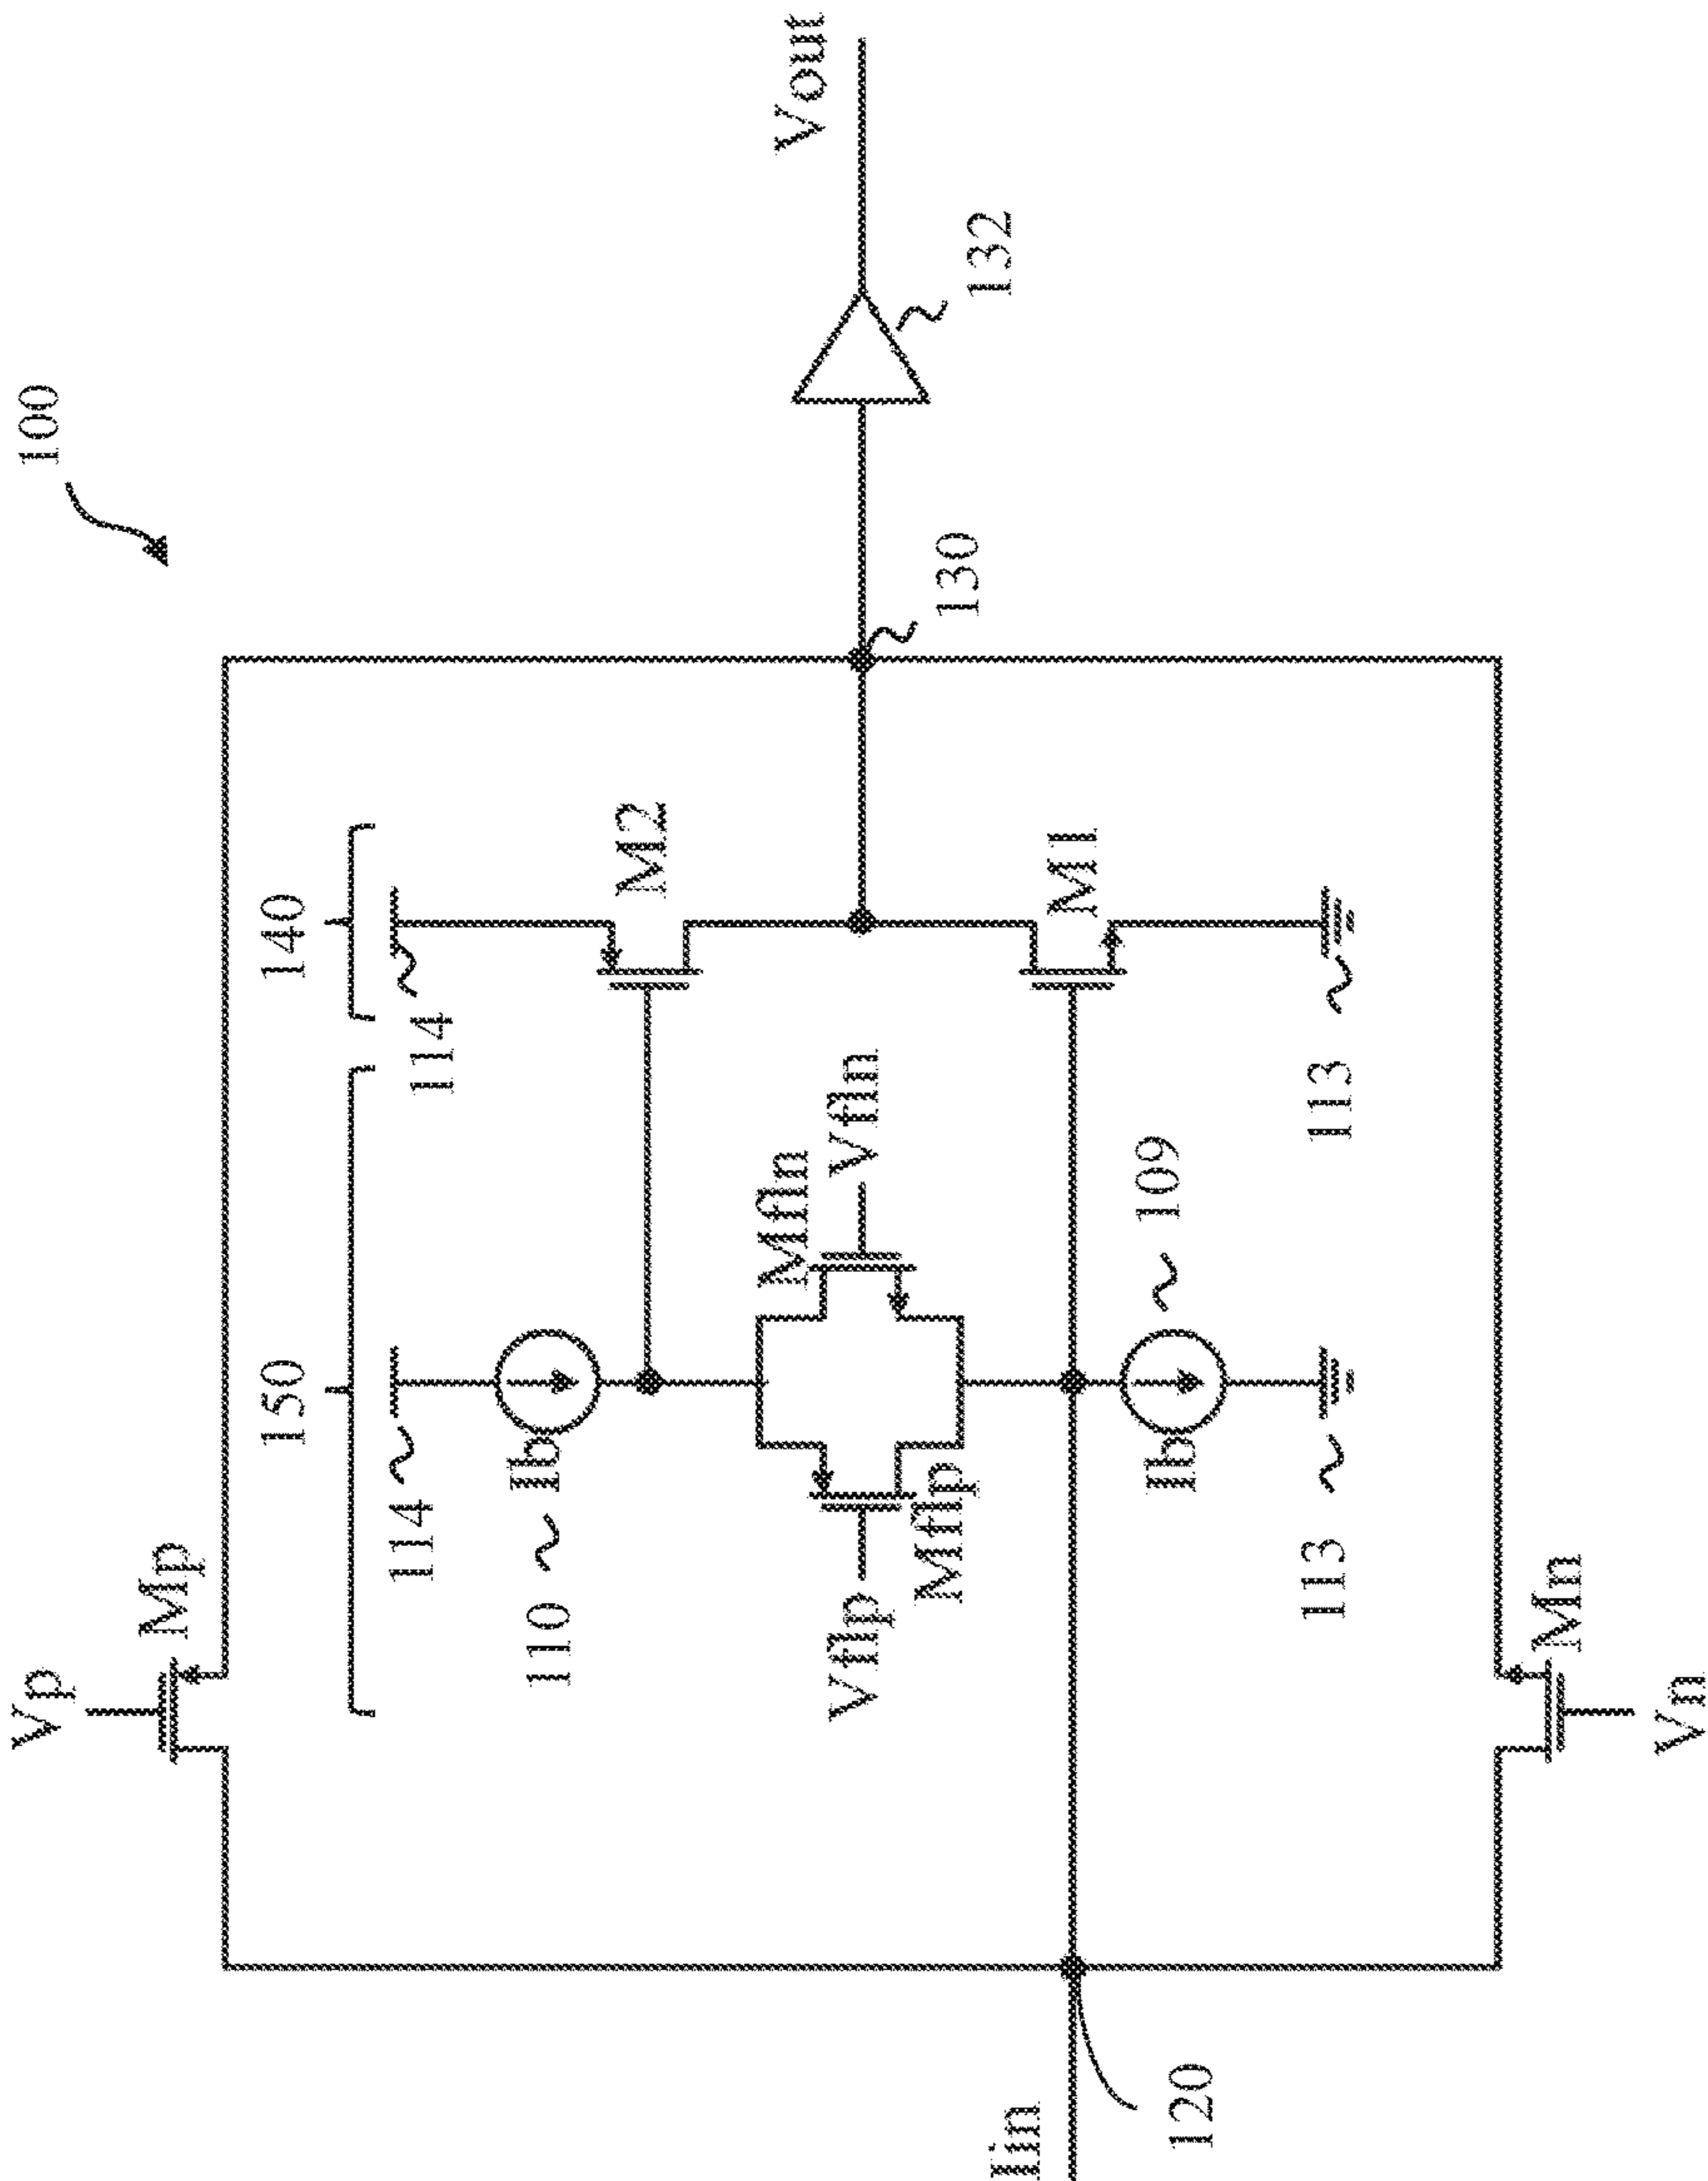 100
Vp
Mp
150
140
114
114
110
Ib
M2
Mfln
Vfln
Vflp
Mflp
130
132
Vout
M1
Iin
120
Ib
109
113
113
Mn
Vn